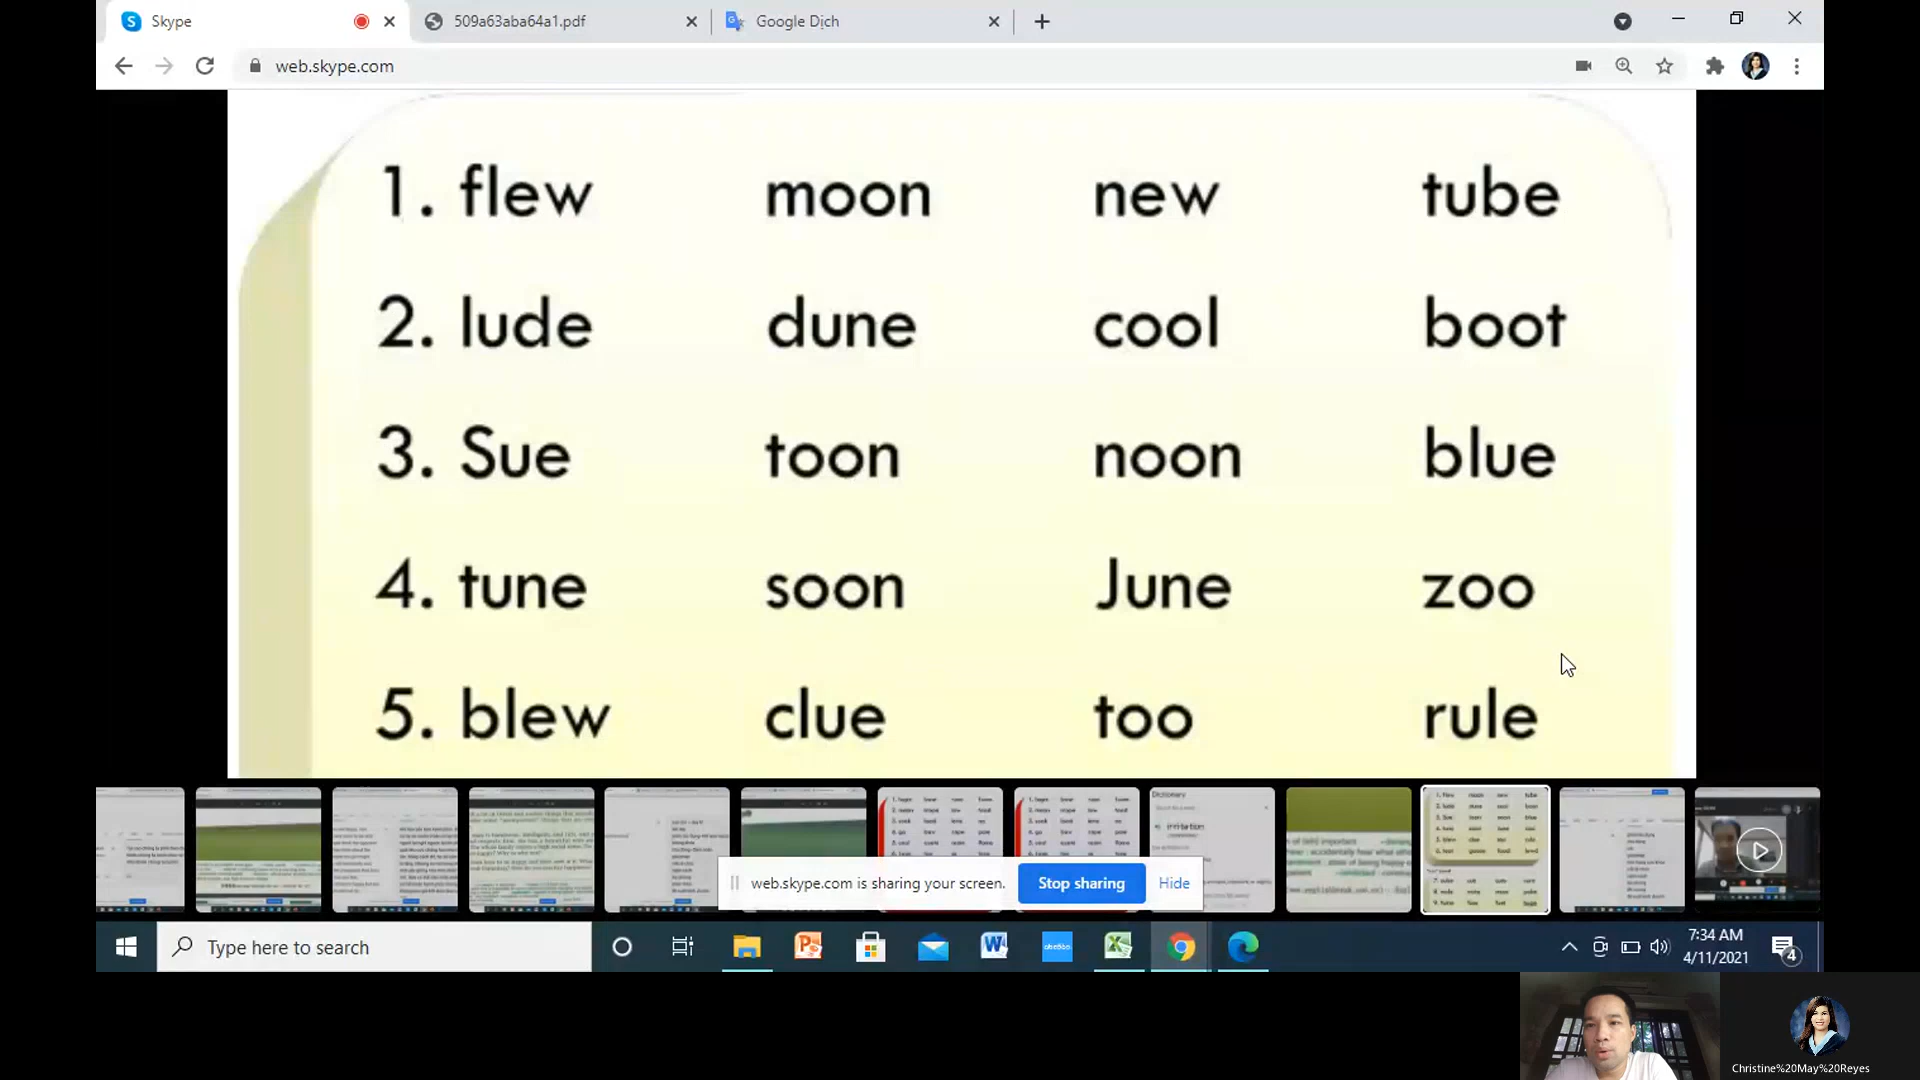 Skype
509a63aba64a1.pdf
Google Dịch
web.skype.com
1. flew moon new tube
2. lude dune cool boot
3. Sue toon noon blue
4. tune soon June zoo
5. blew clue too rule
web.skype.com is sharing your screen. Stop sharing Hide
Type here to search
7:34 AM
4/11/2021
4
Christine%20May%20Reyes